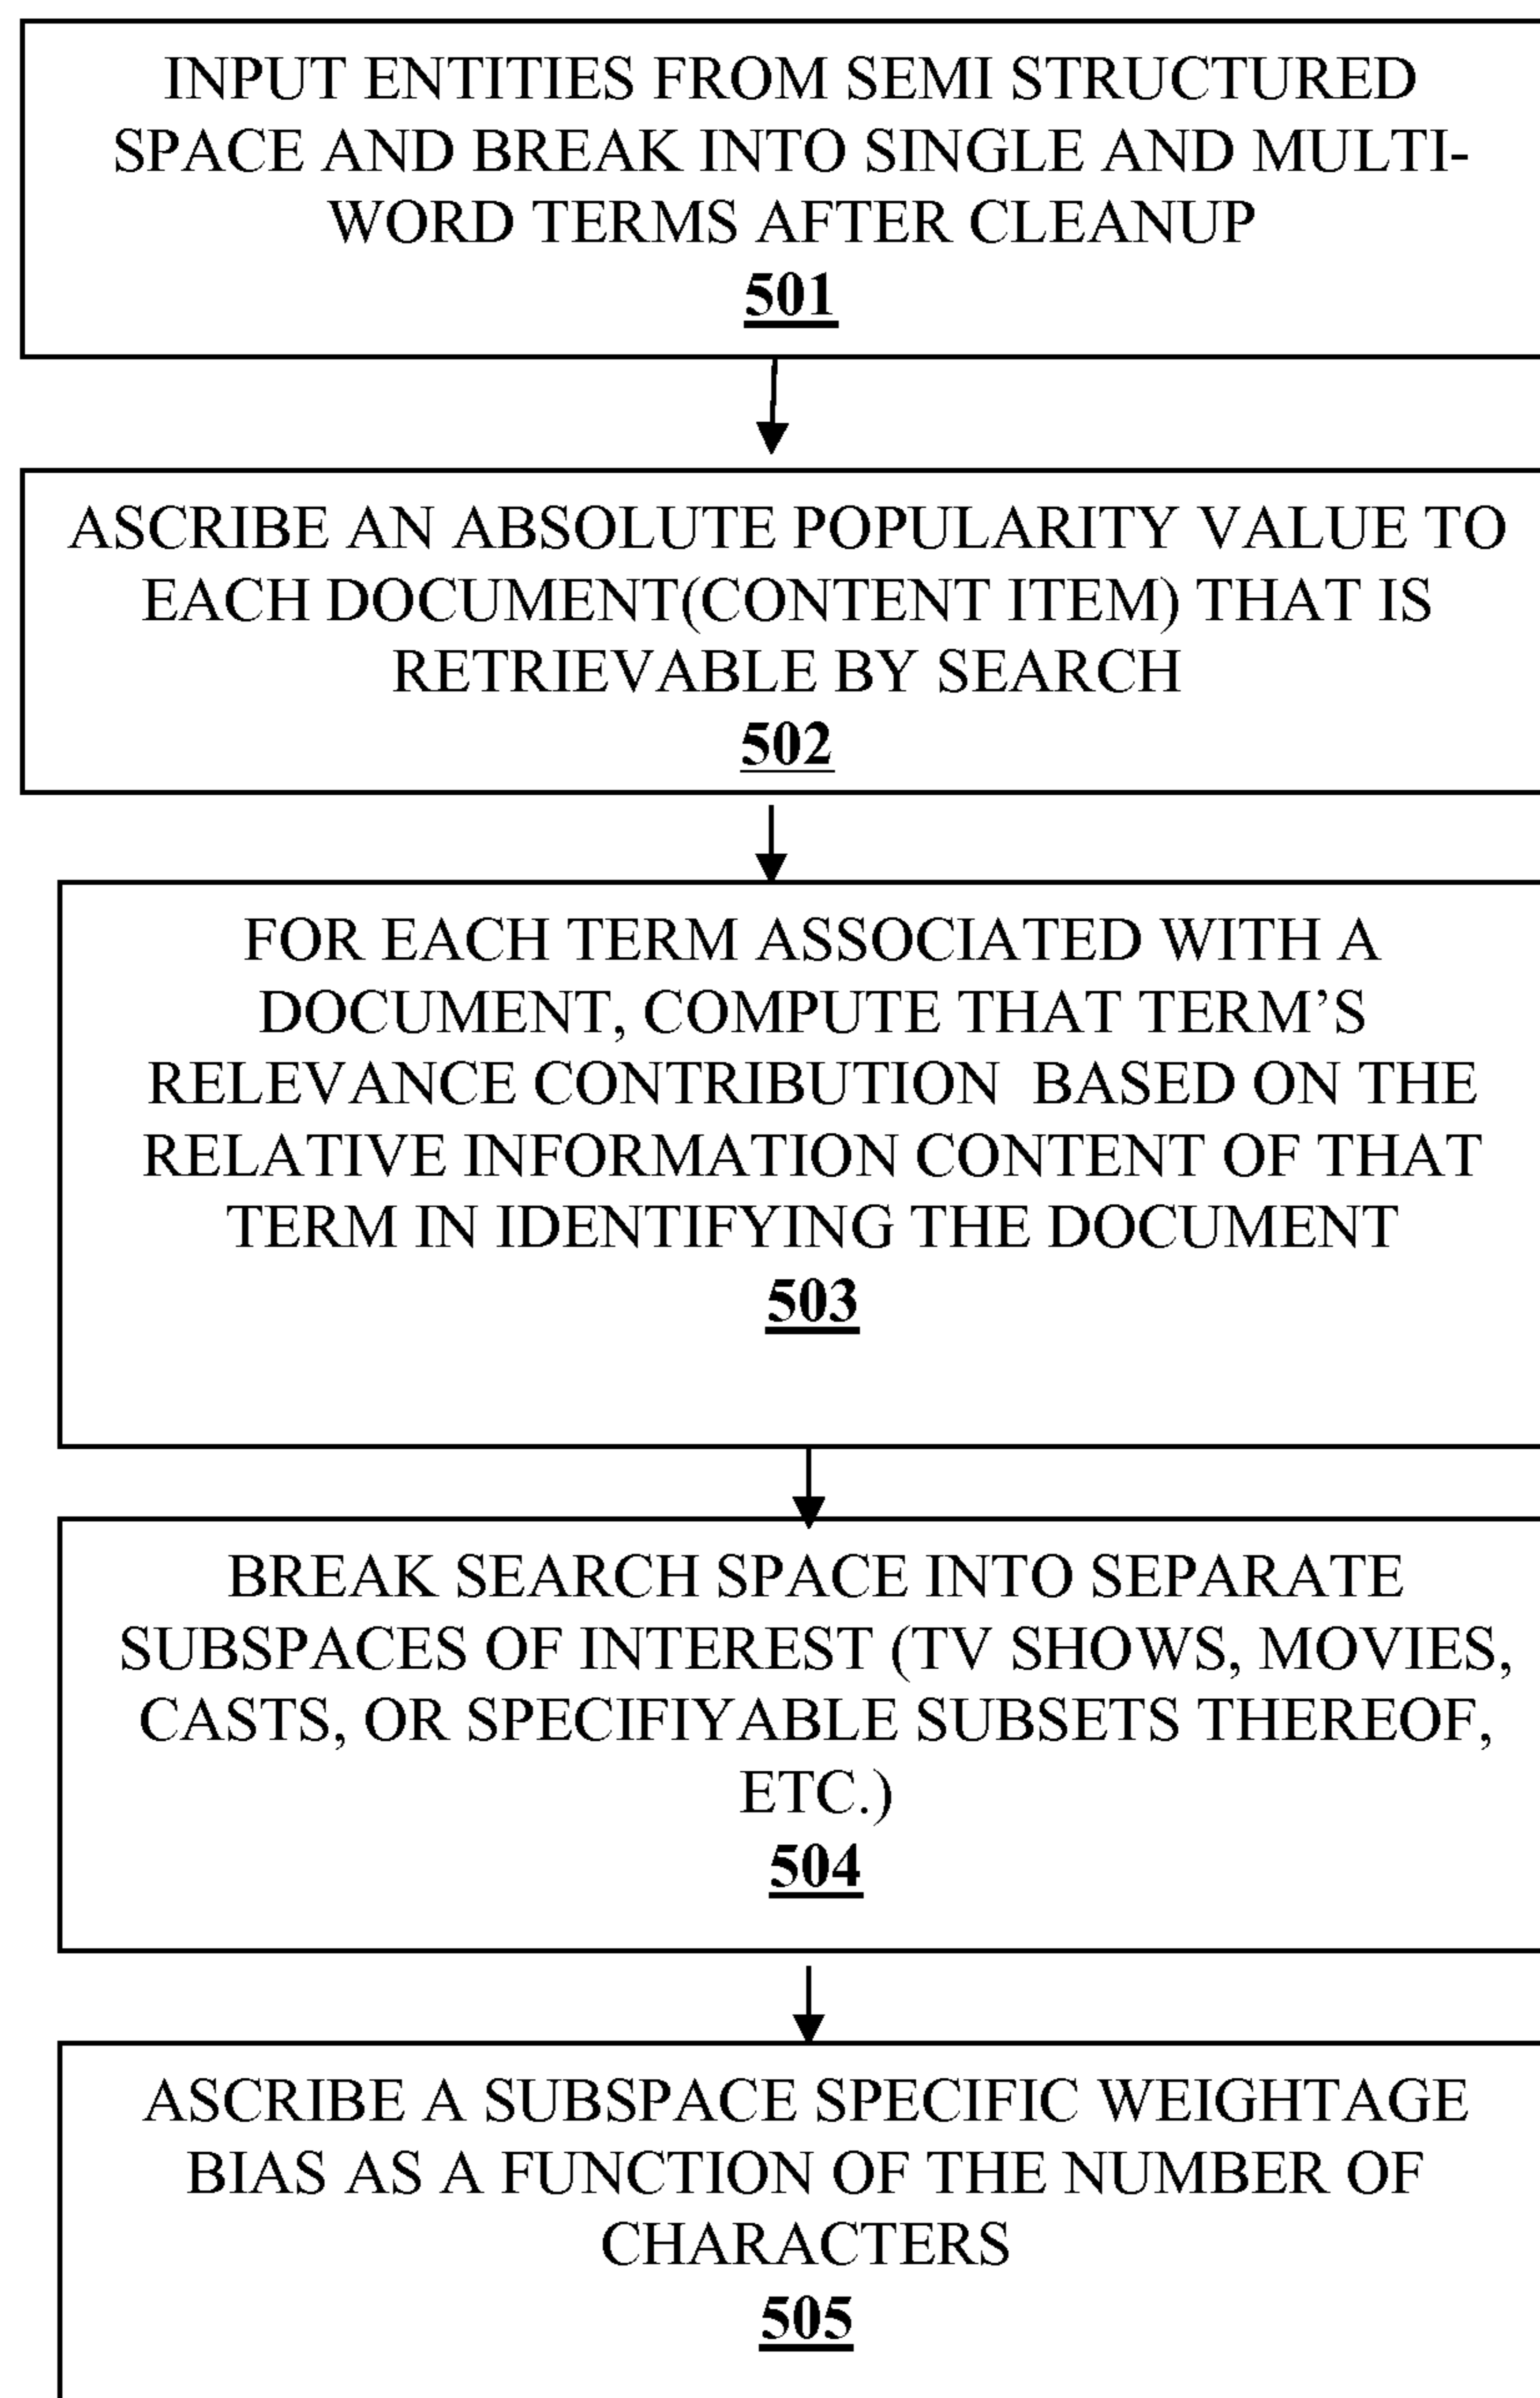 INPUT ENTITIES FROM SEMI STRUCTURED
SPACE AND BREAK INTO SINGLE AND MULTI-
WORD TERMS AFTER CLEANUP
501
ASCRIBE AN ABSOLUTE POPULARITY VALUE TO
EACH DOCUMENT(CONTENT ITEM) THAT IS
RETRIEVABLE BY SEARCH
502
FOR EACH TERM ASSOCIATED WITH A
DOCUMENT, COMPUTE THAT TERM’S
RELEVANCE CONTRIBUTION BASED ON THE
RELATIVE INFORMATION CONTENT OF THAT
TERM IN IDENTIFYING THE DOCUMENT
503
BREAK SEARCH SPACE INTO SEPARATE
SUBSPACES OF INTEREST (TV SHOWS, MOVIES,
CASTS, OR SPECIFIYABLE SUBSETS THEREOF,
ETC.)
504
ASCRIBE A SUBSPACE SPECIFIC WEIGHTAGE
BIAS AS A FUNCTION OF THE NUMBER OF
CHARACTERS
505